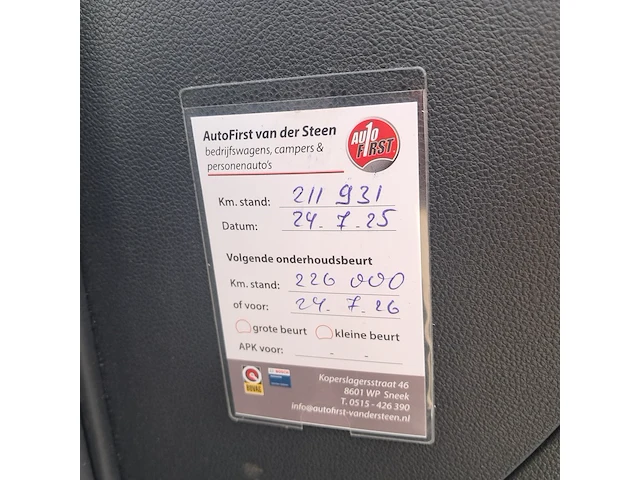 AutoFirst van der Steen
bedrijfswagens, campers &
personenauto's
AUTO
F1RST
Km. stand: 211 931
Datum: 24.7.25
Volgende onderhoudsbeurt
Km. stand: 226 000
of voor: 24.7.26
grote beurt kleine beurt
APK voor: - -
BOVAG
Koperslagersstraat 46
8601 WP Sneek
T. 0515 - 426 390
info@autofirst-vandersteen.nl